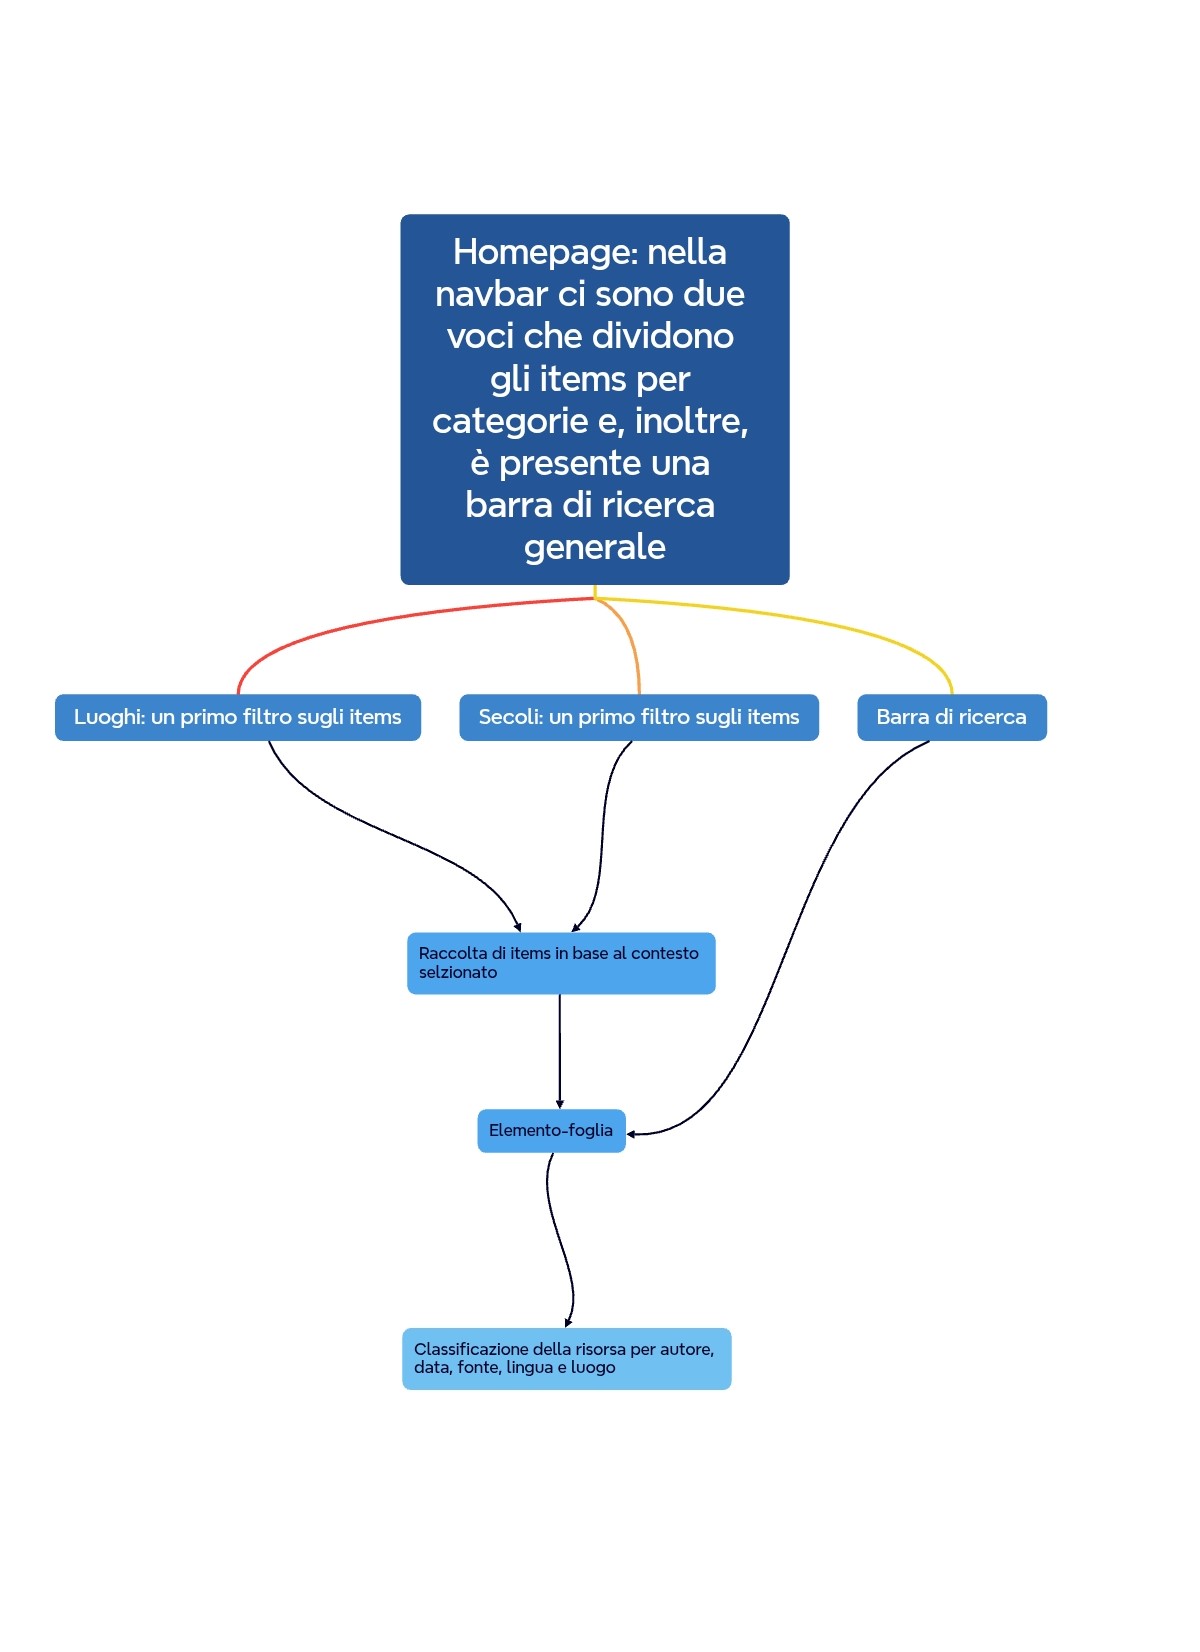 Homepage: nella
navbar ci sono due
voci che dividono
gli items per
categorie e, inoltre,
è presente una
barra di ricerca
generale
Luoghi: un primo filtro sugli items
Secoli: un primo filtro sugli items
Barra di ricerca
Raccolta di items in base al contesto
selzionato
Elemento-foglia
Classificazione della risorsa per autore,
data, fonte, lingua e luogo